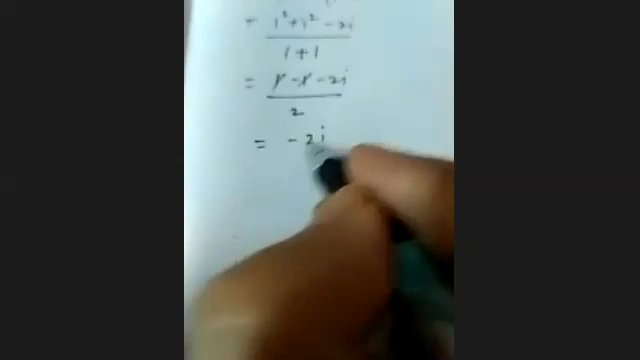 = 1² + i² - 2i
1 + 1
= 1 - 1 - 2i
2
= - 2i